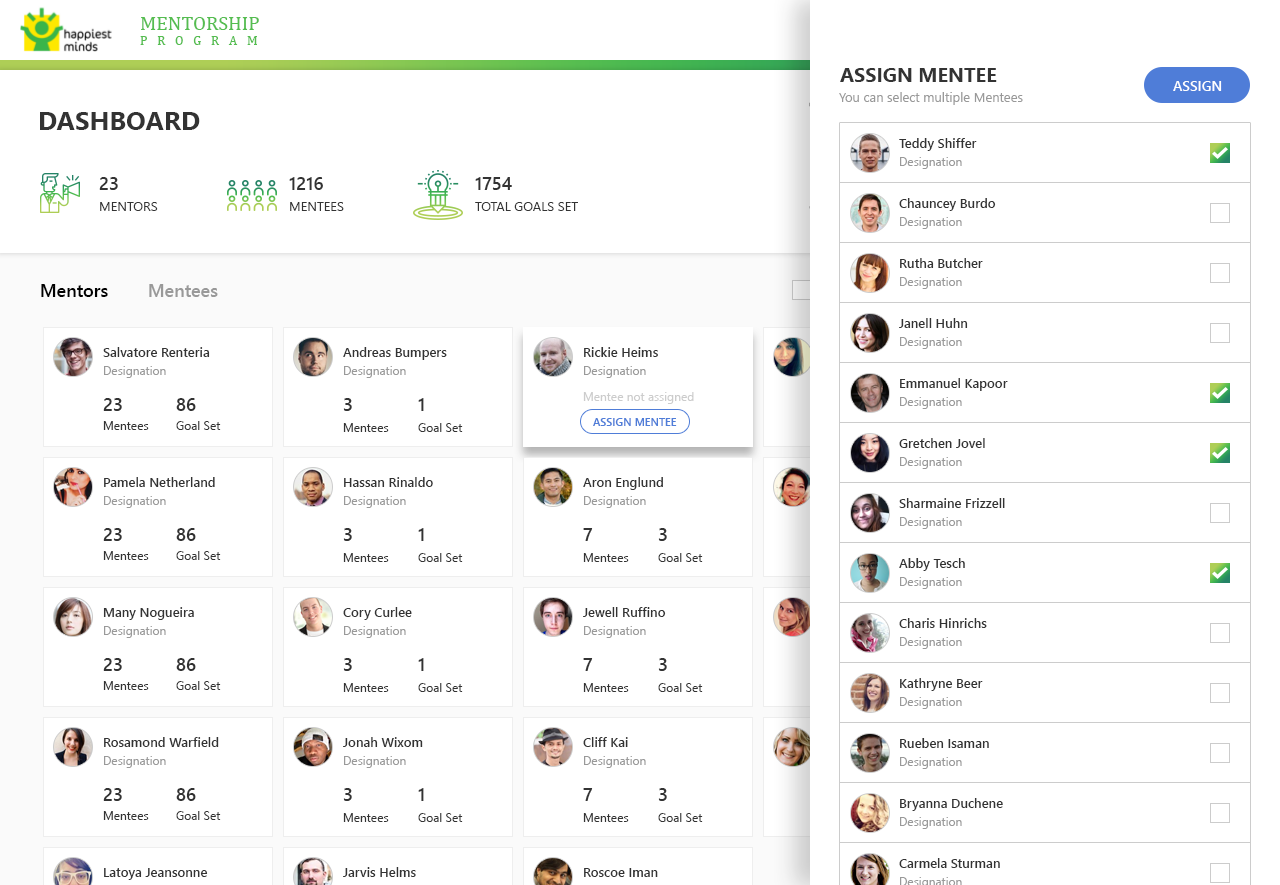 happiest
minds
MENTORSHIP
PROGRAM
DASHBOARD
23
MENTORS
1216
MENTEES
1754
TOTAL GOALS SET
Mentors
Mentees
Salvatore Renteria
Designation
23
Mentees
86
Goal Set
Andreas Bumpers
Designation
3
Mentees
1
Goal Set
Rickie Heims
Designation
Mentee not assigned
ASSIGN MENTEE
Pamela Netherland
Designation
23
Mentees
86
Goal Set
Hassan Rinaldo
Designation
3
Mentees
1
Goal Set
Aron Englund
Designation
7
Mentees
3
Goal Set
Many Nogueira
Designation
23
Mentees
86
Goal Set
Cory Curlee
Designation
3
Mentees
1
Goal Set
Jewell Ruffino
Designation
7
Mentees
3
Goal Set
Rosamond Warfield
Designation
23
Mentees
86
Goal Set
Jonah Wixom
Designation
3
Mentees
1
Goal Set
Cliff Kai
Designation
7
Mentees
3
Goal Set
Latoya Jeansonne
Jarvis Helms
Roscoe Iman
ASSIGN MENTEE
You can select multiple Mentees
ASSIGN
Teddy Shiffer
Designation
Chauncey Burdo
Designation
Rutha Butcher
Designation
Janell Huhn
Designation
Emmanuel Kapoor
Designation
Gretchen Jovel
Designation
Sharmaine Frizzell
Designation
Abby Tesch
Designation
Charis Hinrichs
Designation
Kathryne Beer
Designation
Rueben Isaman
Designation
Bryanna Duchene
Designation
Carmela Sturman
Designation